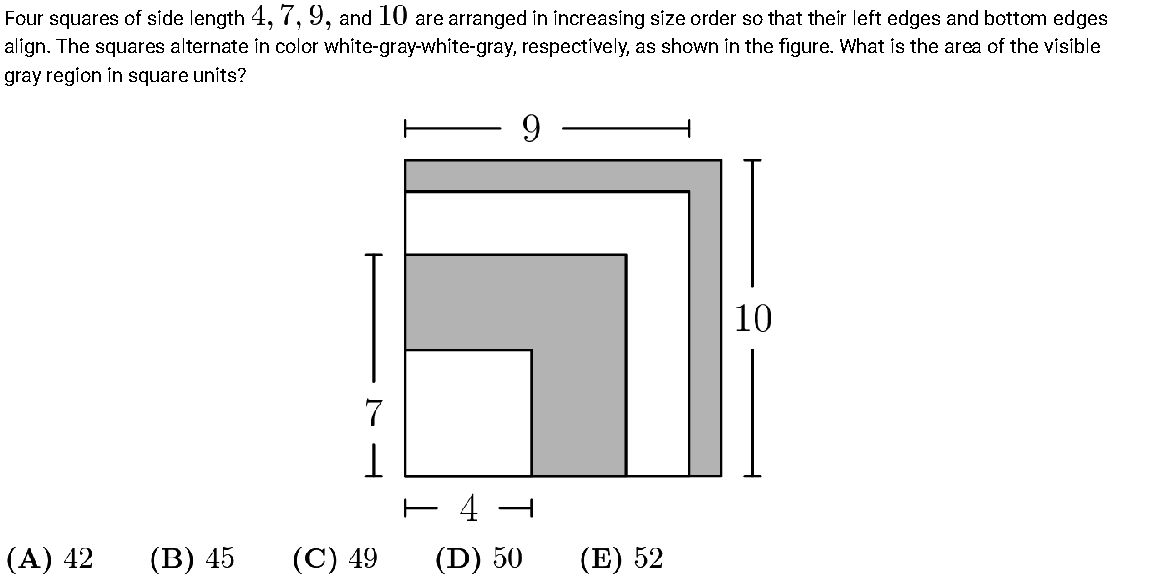 Four squares of side length 4, 7, 9, and 10 are arranged in increasing size order so that their left edges and bottom edges
align. The squares alternate in color white-gray-white-gray, respectively, as shown in the figure. What is the area of the visible
gray region in square units?
9
10
7
4
(A) 42 (B) 45 (C) 49 (D) 50 (E) 52